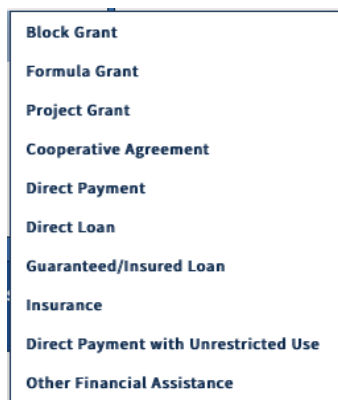 Block Grant
Formula Grant
Project Grant
Cooperative Agreement
Direct Payment
Direct Loan
Guaranteed/Insured Loan
Insurance
Direct Payment with Unrestricted Use
Other Financial Assistance